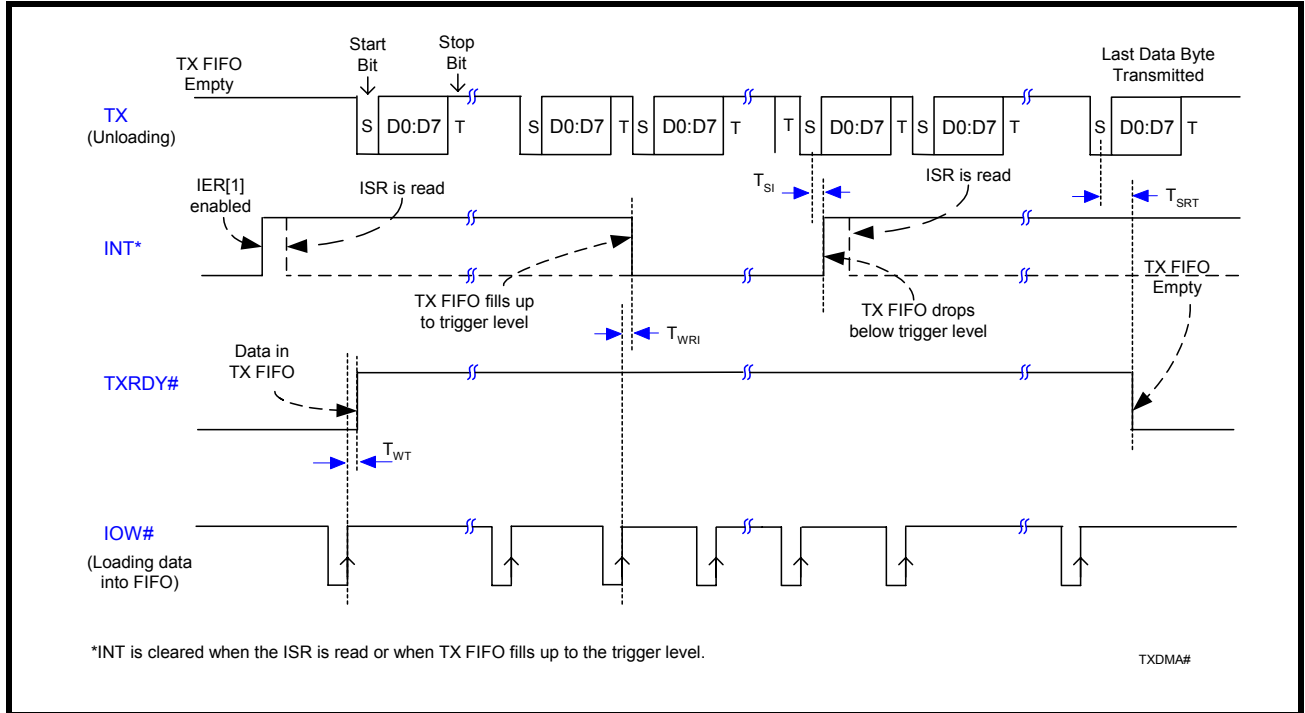 Start
Bit
Stop
Bit
TX FIFO
Empty
Last Data Byte
Transmitted
TX
(Unloading)
S D0:D7 T S D0:D7 T S D0:D7 T T S D0:D7 T S D0:D7 T S D0:D7 T
IER[1]
enabled
ISR is read
TSI
ISR is read
TSRT
INT*
TX FIFO fills up
to trigger level
TX FIFO drops
below trigger level
TX FIFO
Empty
TWRI
Data in
TX FIFO
TXRDY#
TWT
IOW#
(Loading data
into FIFO)
*INT is cleared when the ISR is read or when TX FIFO fills up to the trigger level.
TXDMA#